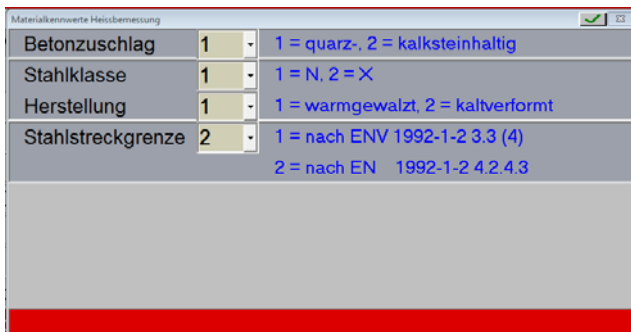 Materialkennwerte Heissbemessung
Betonzuschlag 1 1 = quarz-, 2 = kalksteinhaltig
Stahlklasse 1 1 = N, 2 = X
Herstellung 1 1 = warmgewalzt, 2 = kaltverformt
Stahlstreckgrenze 2 1 = nach ENV 1992-1-2 3.3 (4)
2 = nach EN 1992-1-2 4.2.4.3